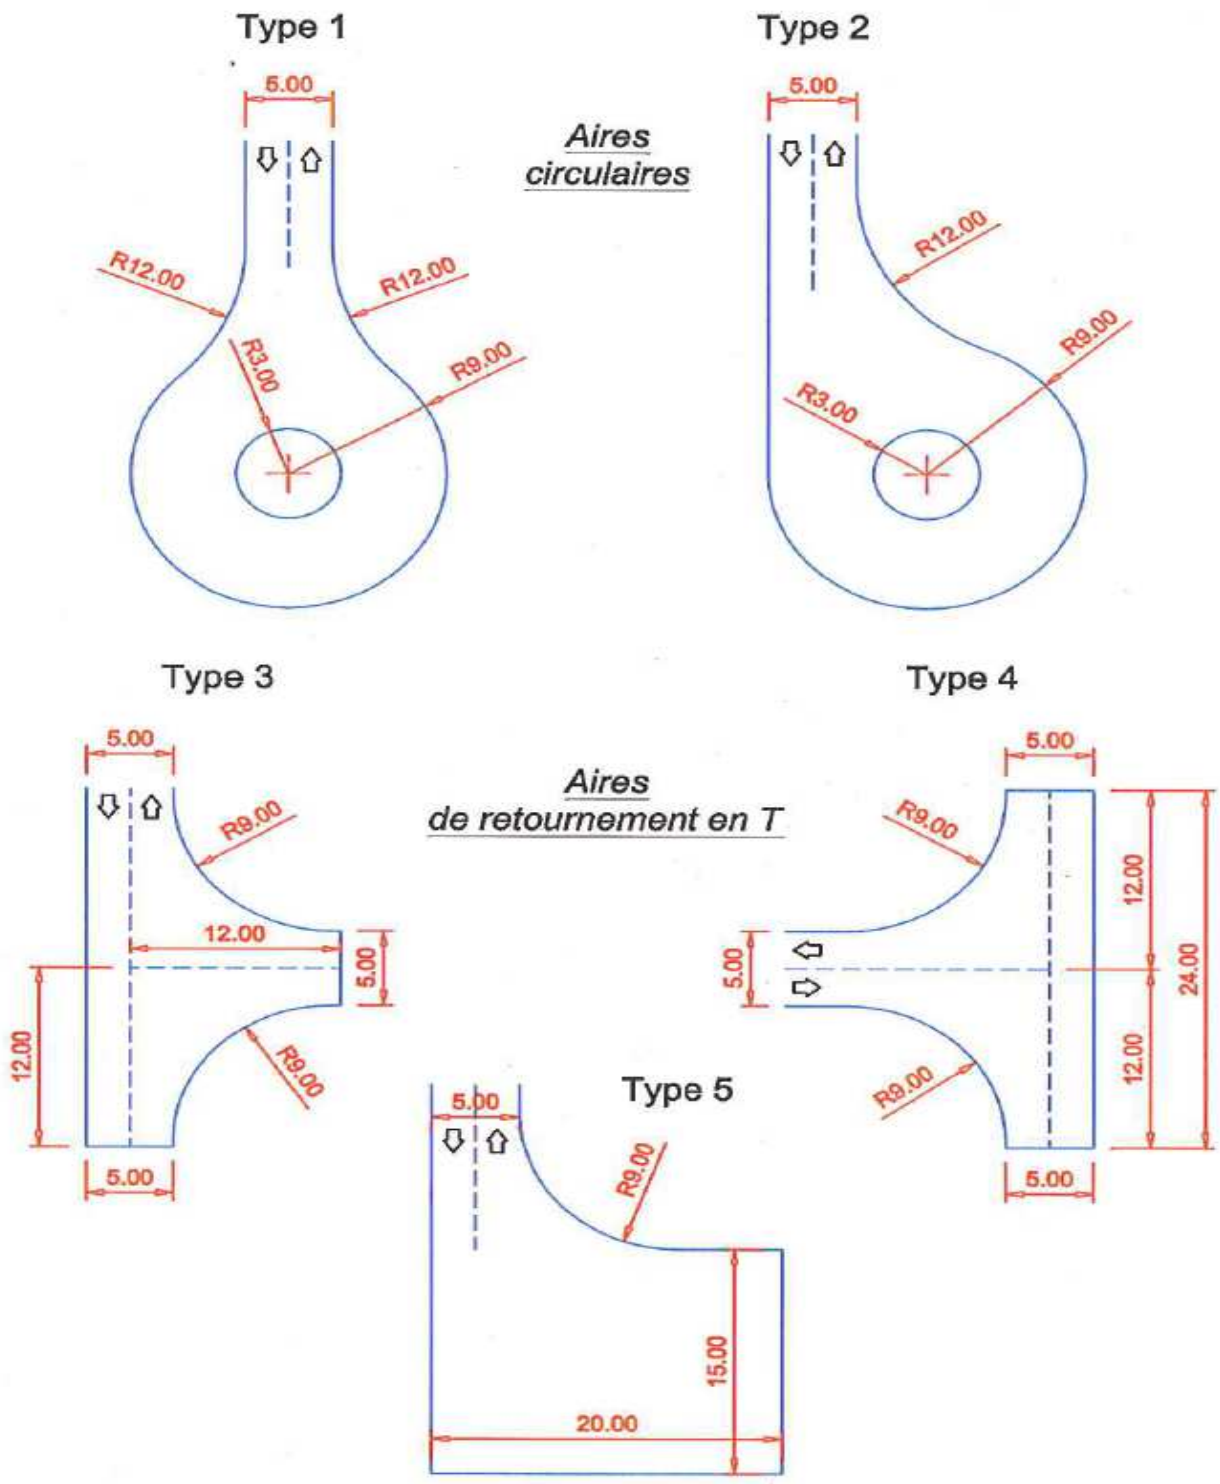 Type 1
Type 2
5.00
5.00
Aires
circulaires
R12.00
R12.00
R12.00
R3.00
R9.00
R3.00
R9.00
Type 3
Type 4
5.00
5.00
Aires
de retournement en T
R9.00
R9.00
12.00
12.00
5.00
5.00
24.00
12.00
R9.00
R9.00
12.00
5.00
5.00
Type 5
5.00
R9.00
15.00
20.00